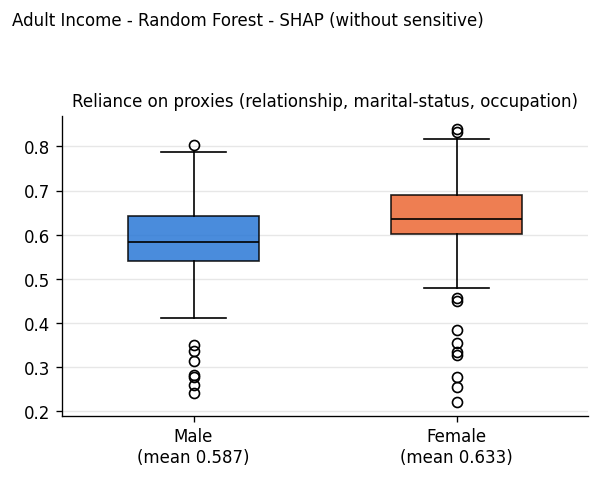 Adult Income - Random Forest - SHAP (without sensitive)
Reliance on proxies (relationship, marital-status, occupation)
0.8
0.7
0.6
0.5
0.4
0.3
0.2
Male
(mean 0.587)
Female
(mean 0.633)